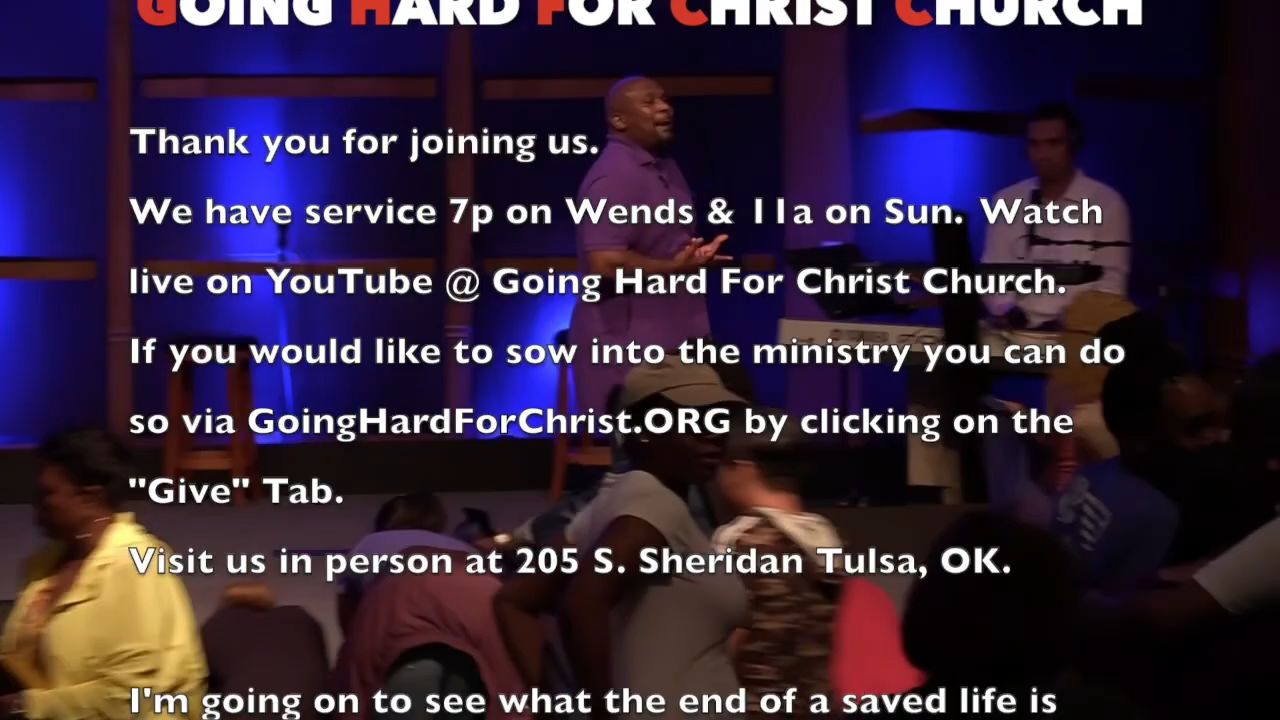 GOING HARD FOR CHRIST CHURCH
Thank you for joining us.
We have service 7p on Wends & 11a on Sun. Watch
live on YouTube @ Going Hard For Christ Church.
If you would like to sow into the ministry you can do
so via GoingHardForChrist.ORG by clicking on the
"Give" Tab.
Visit us in person at 205 S. Sheridan Tulsa, OK.
I'm going on to see what the end of a saved life is